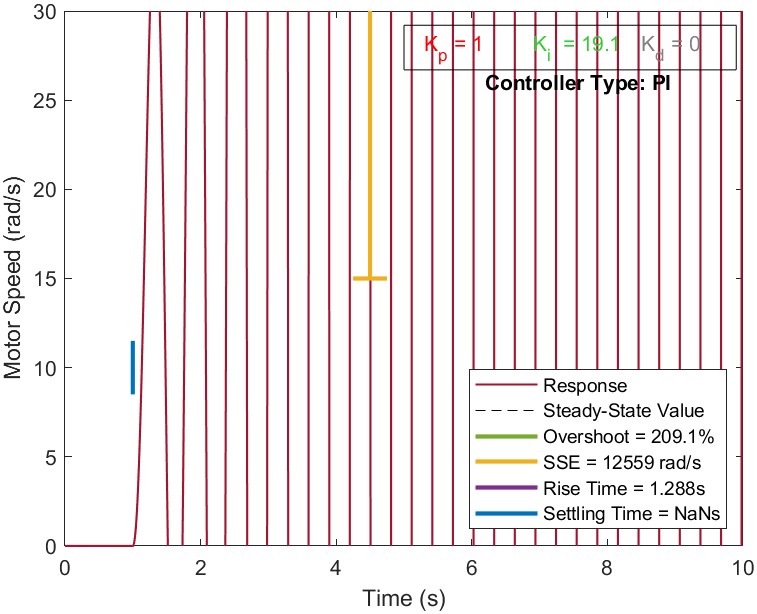 30
25
20
15
10
5
0
Motor Speed (rad/s)
Kp = 1 Ki = 19.1 Kd = 0
Controller Type: PI
Response
Steady-State Value
Overshoot = 209.1%
SSE = 12559 rad/s
Rise Time = 1.288s
Settling Time = NaNs
0 2 4 6 8 10
Time (s)